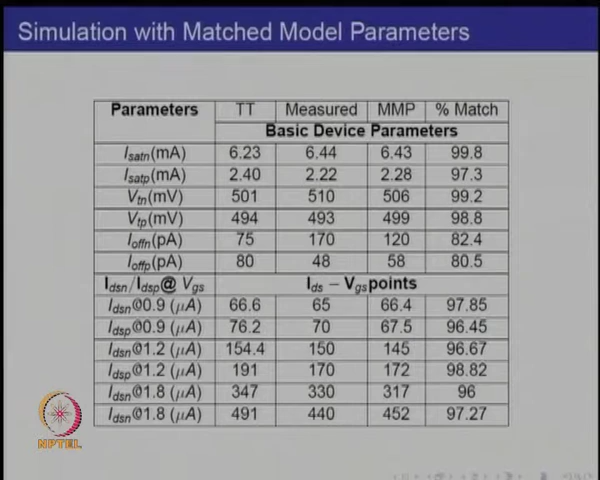 Simulation with Matched Model Parameters
Parameters TT Measured MMP % Match
Basic Device Parameters
Isatn(mA) 6.23 6.44 6.43 99.8
Isatp(mA) 2.40 2.22 2.28 97.3
Vtn(mV) 501 510 506 99.2
Vtp(mV) 494 493 499 98.8
Ioffn(pA) 75 170 120 82.4
Ioffp(pA) 80 48 58 80.5
Idsn/Idsp@ Vgs Ids − Vgs points
Idsn@0.9 (μA) 66.6 65 66.4 97.85
Idsp@0.9 (μA) 76.2 70 67.5 96.45
Idsn@1.2 (μA) 154.4 150 145 96.67
Idsp@1.2 (μA) 191 170 172 98.82
Idsn@1.8 (μA) 347 330 317 96
Idsn@1.8 (μA) 491 440 452 97.27
NPTEL